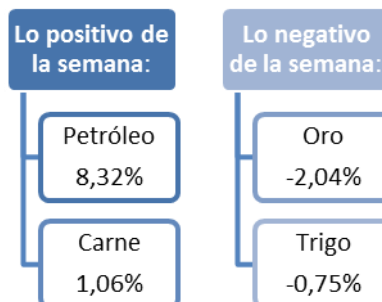 Lo positivo de
la semana:
Petróleo
8,32%
Carne
1,06%
Lo negativo
de la semana:
Oro
-2,04%
Trigo
-0,75%